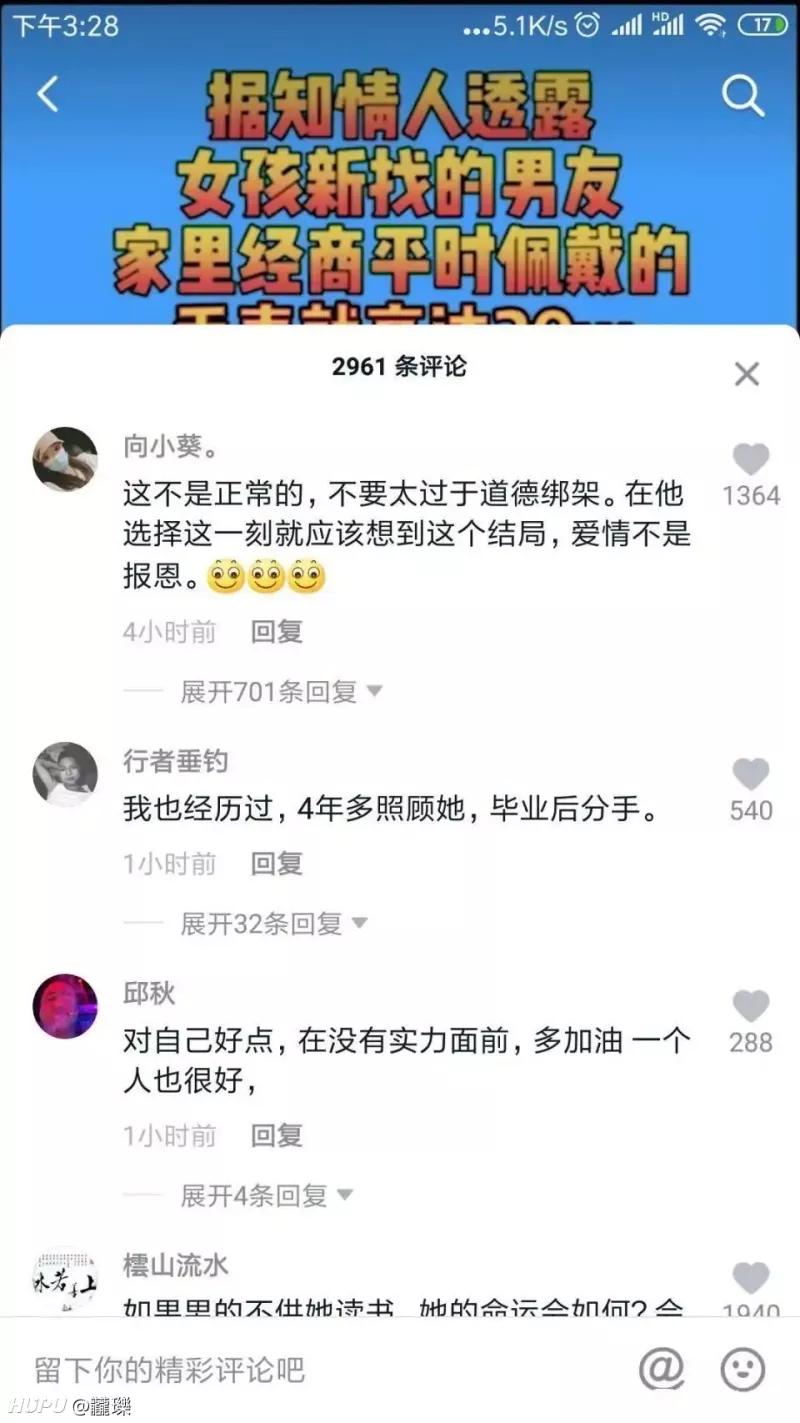 下午3:28
...5.1K/s
HD
17
据知情人透露
女孩新找的男友
家里经商平时佩戴的
2961 条评论
向小葵。
这不是正常的，不要太过于道德绑架。在他
选择这一刻就应该想到这个结局，爱情不是
报恩。
1364
4小时前 回复
展开701条回复
行者垂钓
我也经历过，4年多照顾她，毕业后分手。
540
1小时前 回复
展开32条回复
邱秋
对自己好点，在没有实力面前，多加油 一个
人也很好，
288
1小时前 回复
展开4条回复
橒山流水
如果男的不供她读书 她的命运会如何？会
1940
留下你的精彩评论吧
@
HUPU @朧璖